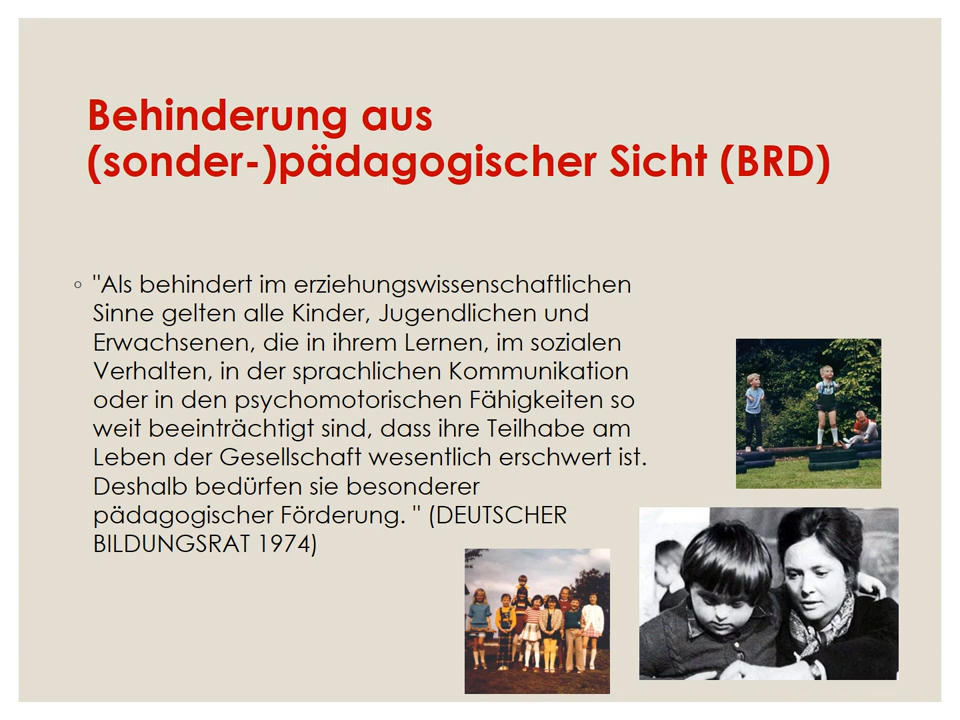 Behinderung aus
(sonder-)pädagogischer Sicht (BRD)
◦ "Als behindert im erziehungswissenschaftlichen
Sinne gelten alle Kinder, Jugendlichen und
Erwachsenen, die in ihrem Lernen, im sozialen
Verhalten, in der sprachlichen Kommunikation
oder in den psychomotorischen Fähigkeiten so
weit beeinträchtigt sind, dass ihre Teilhabe am
Leben der Gesellschaft wesentlich erschwert ist.
Deshalb bedürfen sie besonderer
pädagogischer Förderung. " (DEUTSCHER
BILDUNGSRAT 1974)